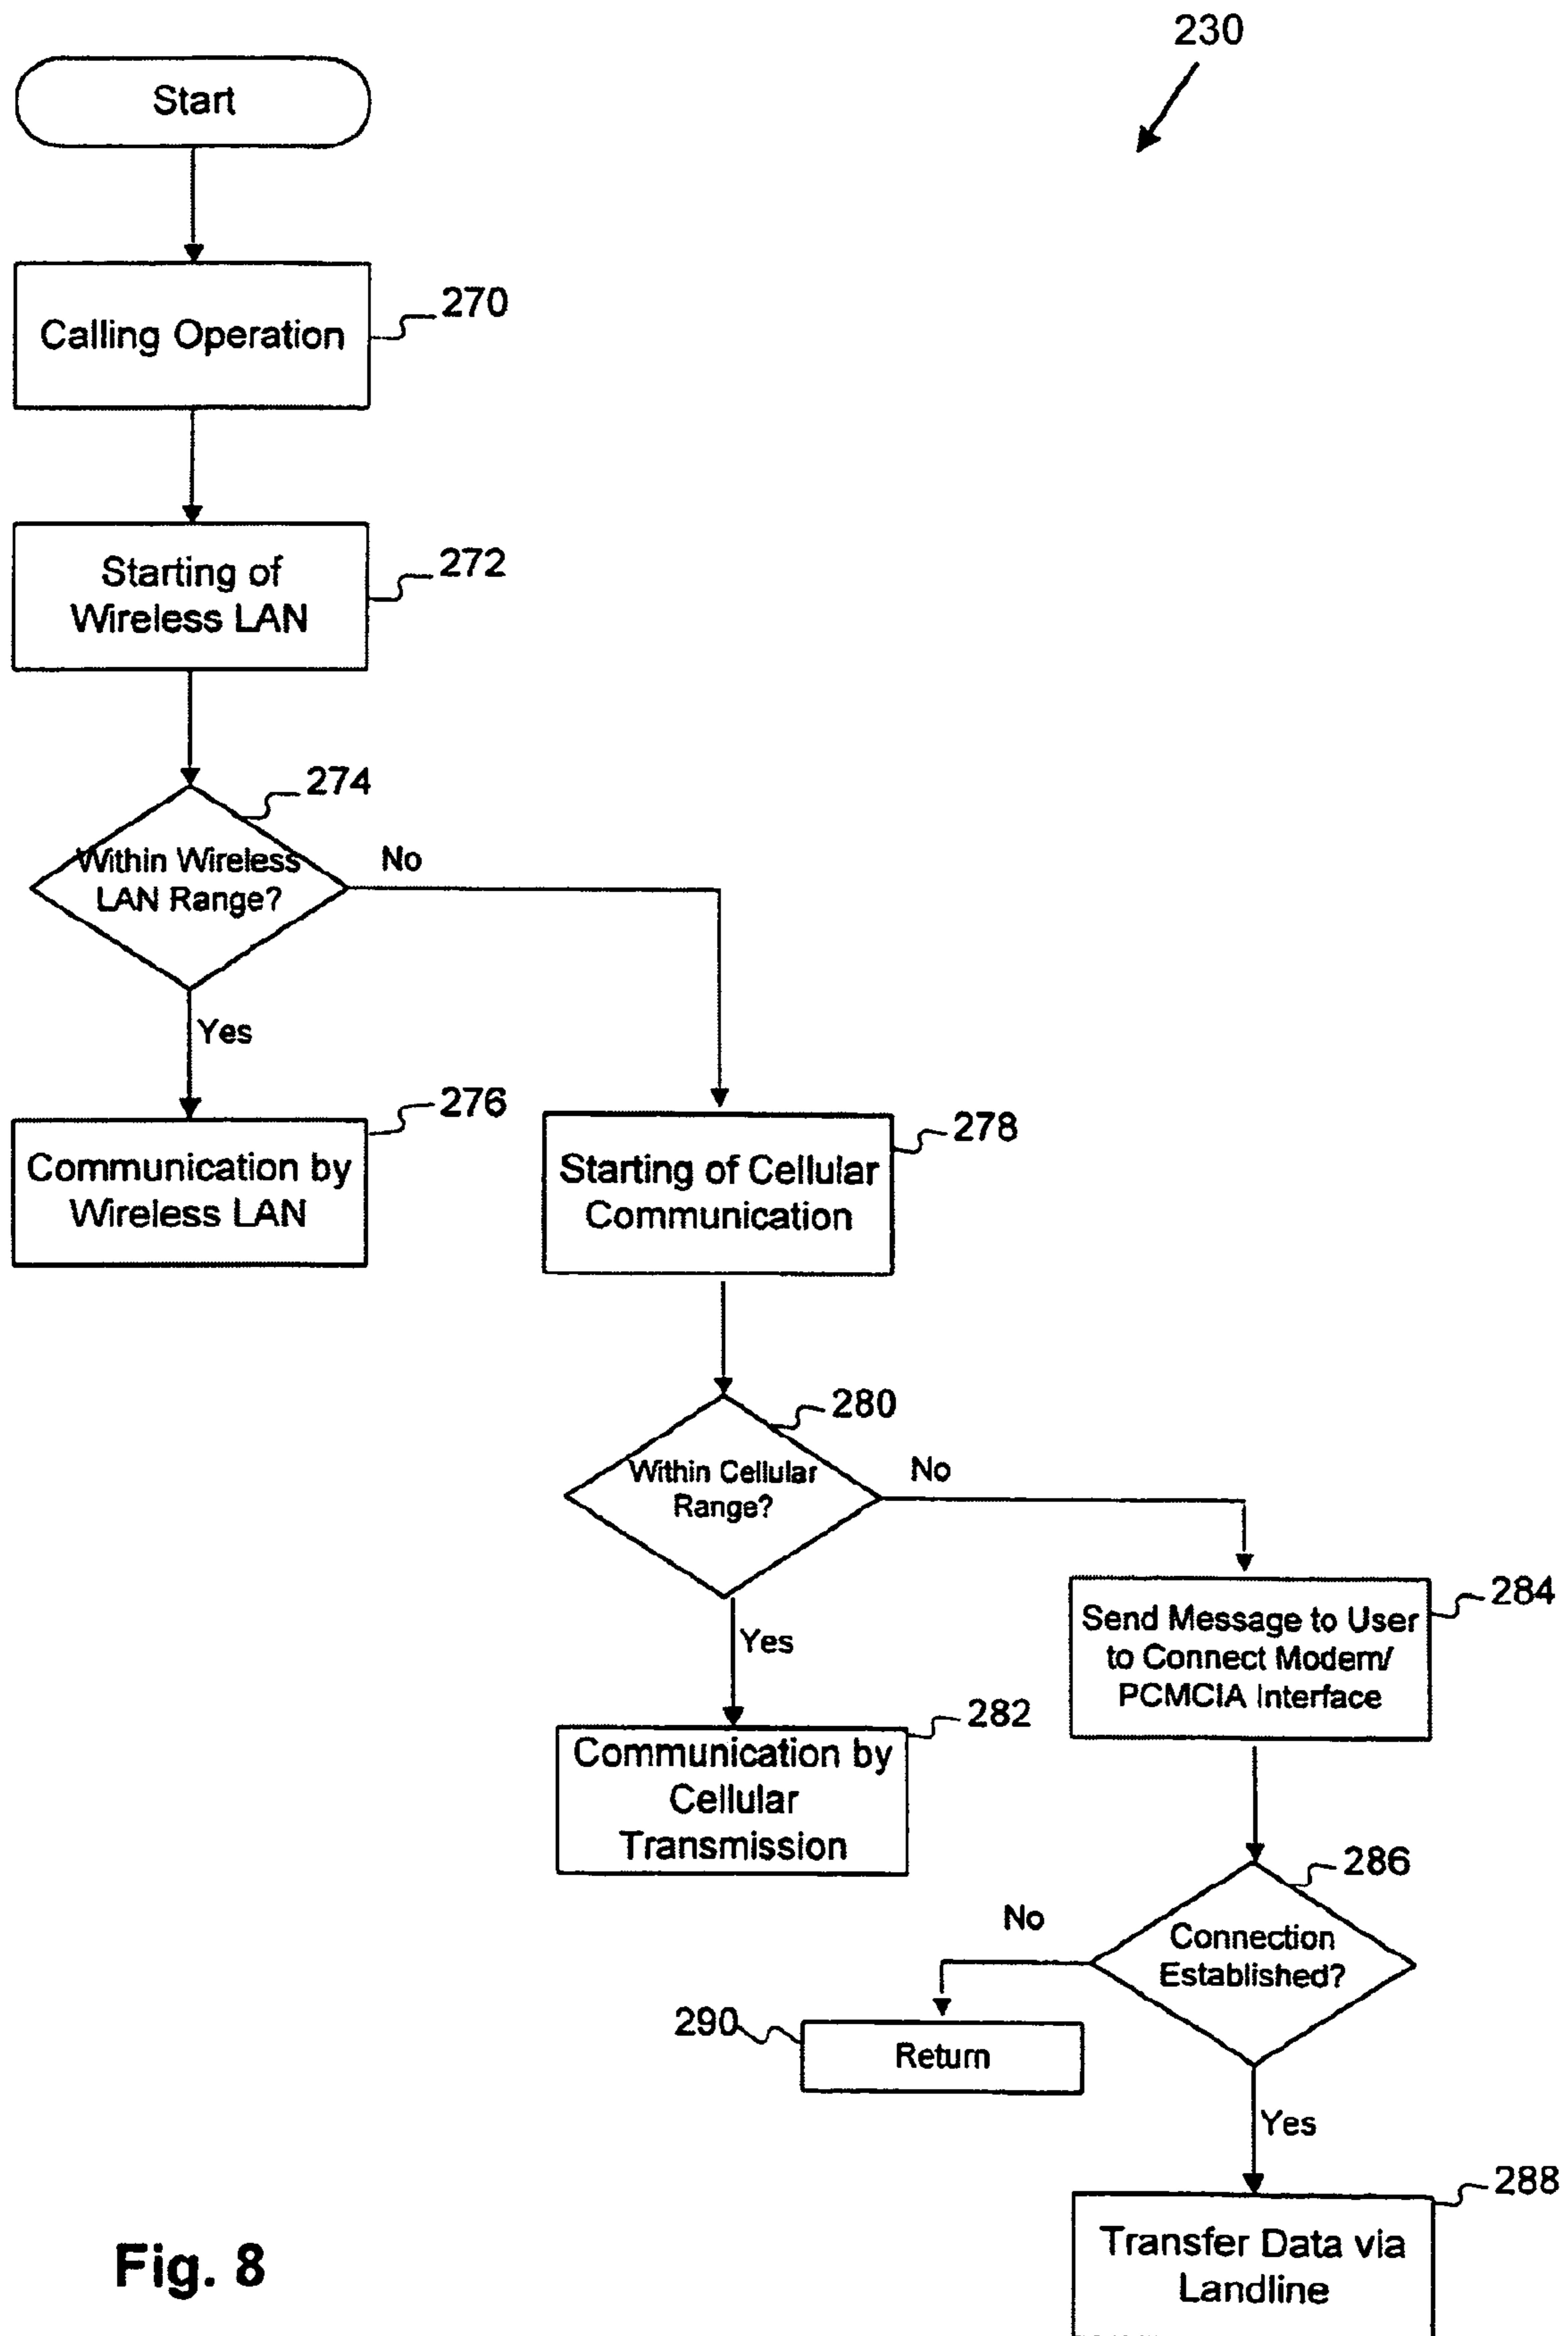 230
Start
Calling Operation
270
Starting of
Wireless LAN
272
274
Within Wireless
LAN Range?
No
Yes
Communication by
Wireless LAN
276
Starting of Cellular
Communication
278
280
Within Cellular
Range?
No
Yes
Communication by
Cellular
Transmission
282
Send Message to User
to Connect Modem/
PCMCIA Interface
284
286
Connection
Established?
No
290
Return
Yes
Transfer Data via
Landline
288
Fig. 8